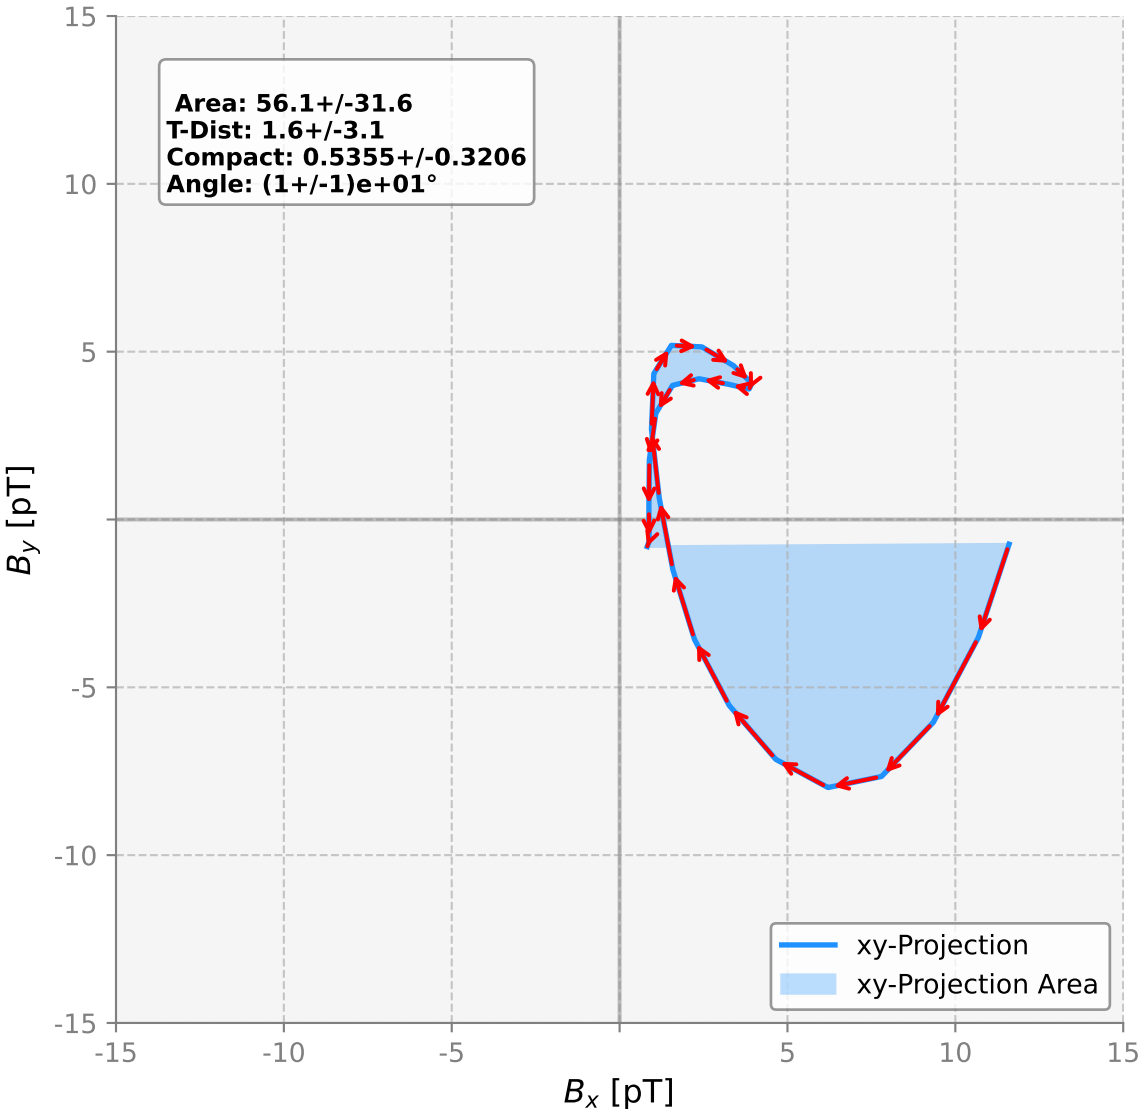 15
10
5
-5
-10
-15
Area: 56.1+/-31.6
T-Dist: 1.6+/-3.1
Compact: 0.5355+/-0.3206
Angle: (1+/-1)e+01°
B_y [pT]
xy-Projection
xy-Projection Area
-15 -10 -5 5 10 15
B_x [pT]